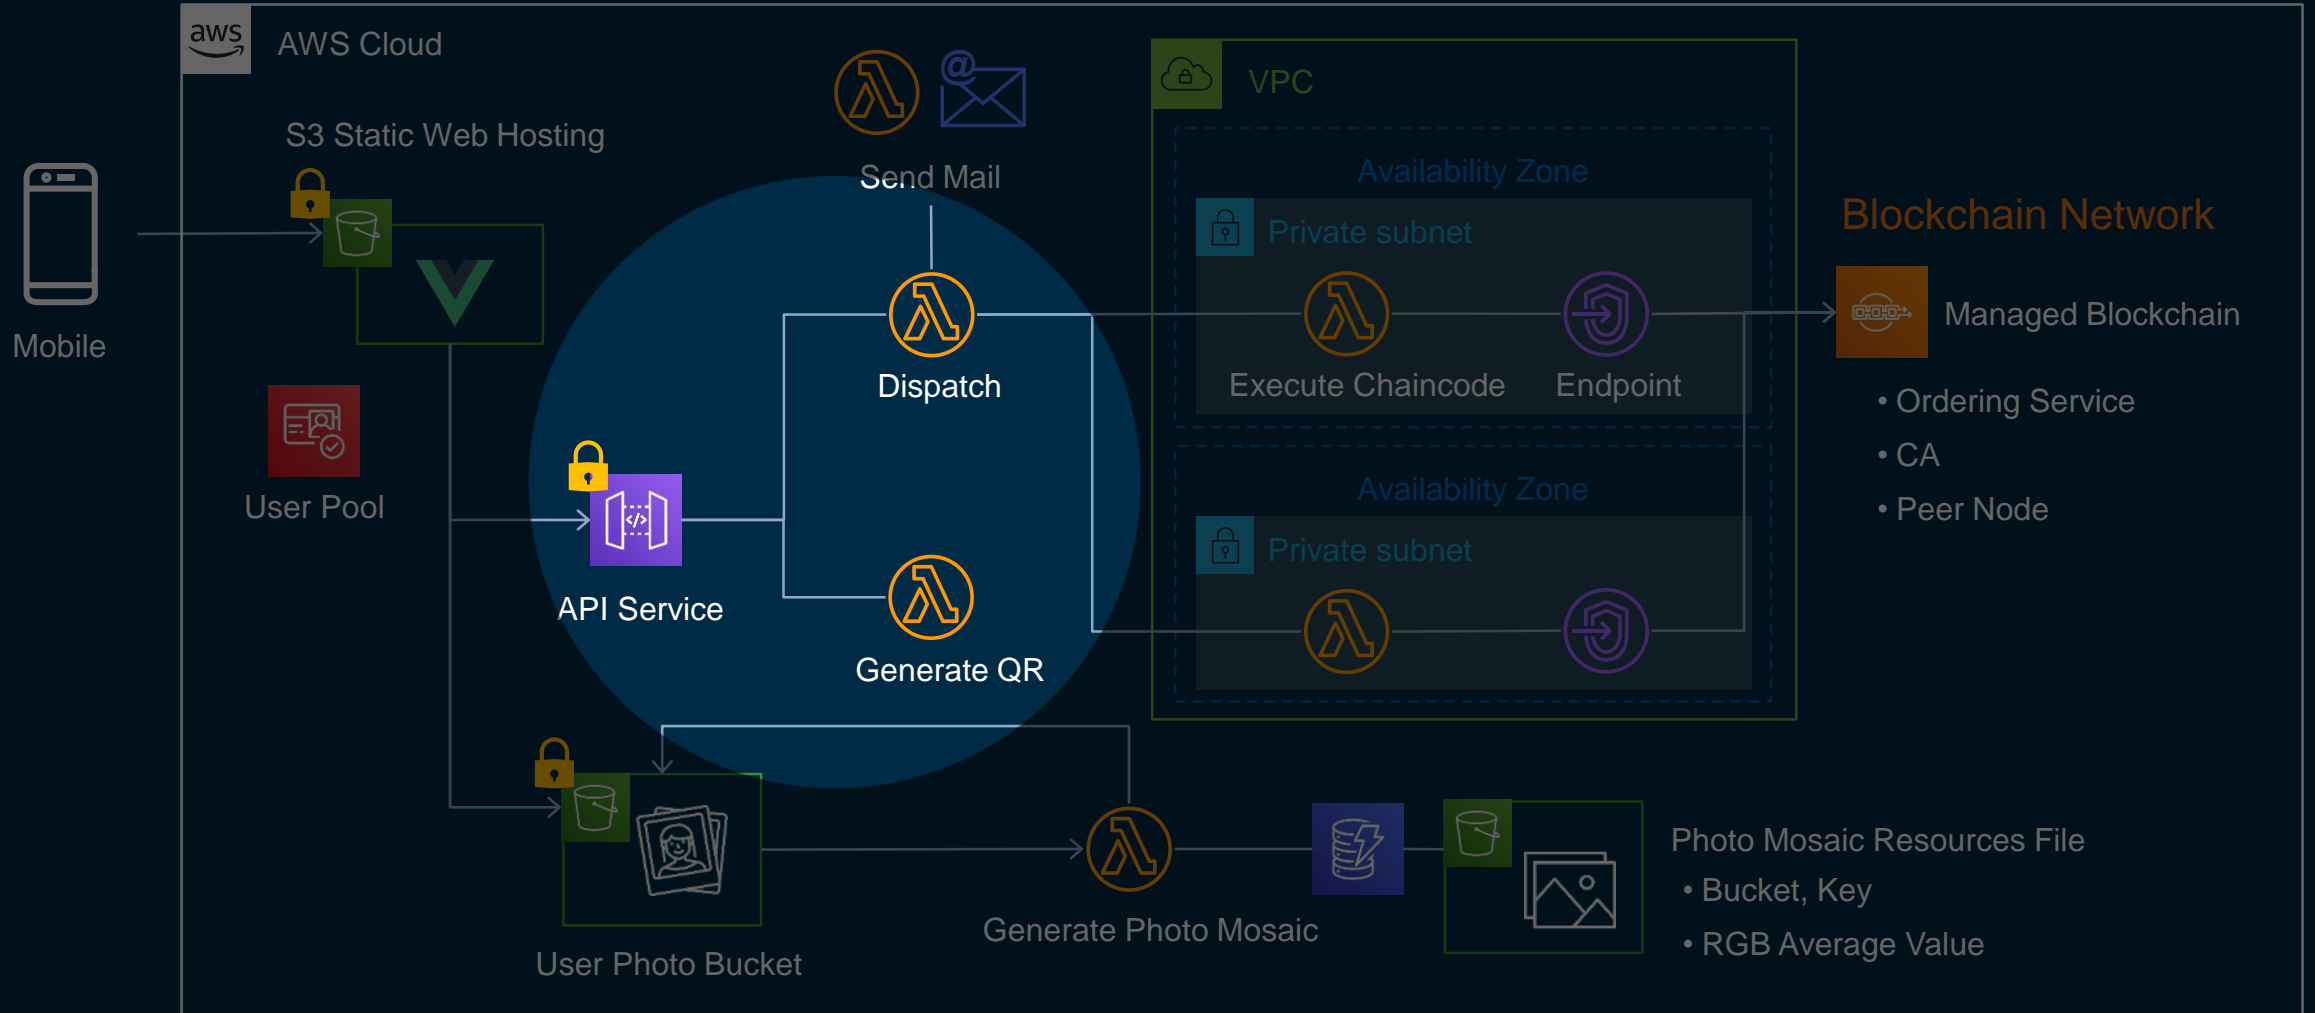 aws
AWS Cloud
S3 Static Web Hosting
Mobile
User Pool
Send Mail
Dispatch
API Service
Generate QR
VPC
Availability Zone
Private subnet
Execute Chaincode
Endpoint
Availability Zone
Private subnet
Blockchain Network
Managed Blockchain
• Ordering Service
• CA
• Peer Node
User Photo Bucket
Generate Photo Mosaic
Photo Mosaic Resources File
• Bucket, Key
• RGB Average Value